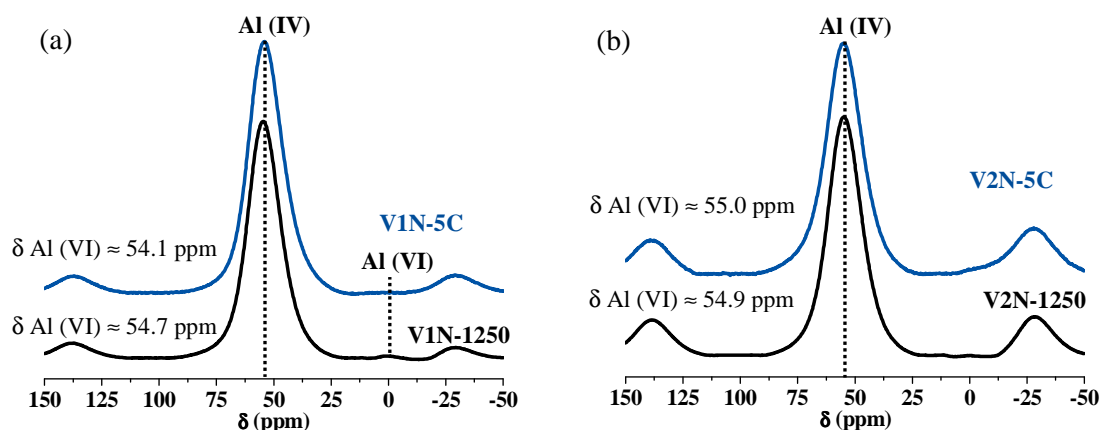 (a)
Al (IV)
V1N-5C
δ Al (VI) ≈ 54.1 ppm
Al (VI)
δ Al (VI) ≈ 54.7 ppm
V1N-1250
150 125 100 75 50 25 0 -25 -50
δ (ppm)
(b)
Al (IV)
V2N-5C
δ Al (VI) ≈ 55.0 ppm
δ Al (VI) ≈ 54.9 ppm
V2N-1250
150 125 100 75 50 25 0 -25 -50
δ (ppm)